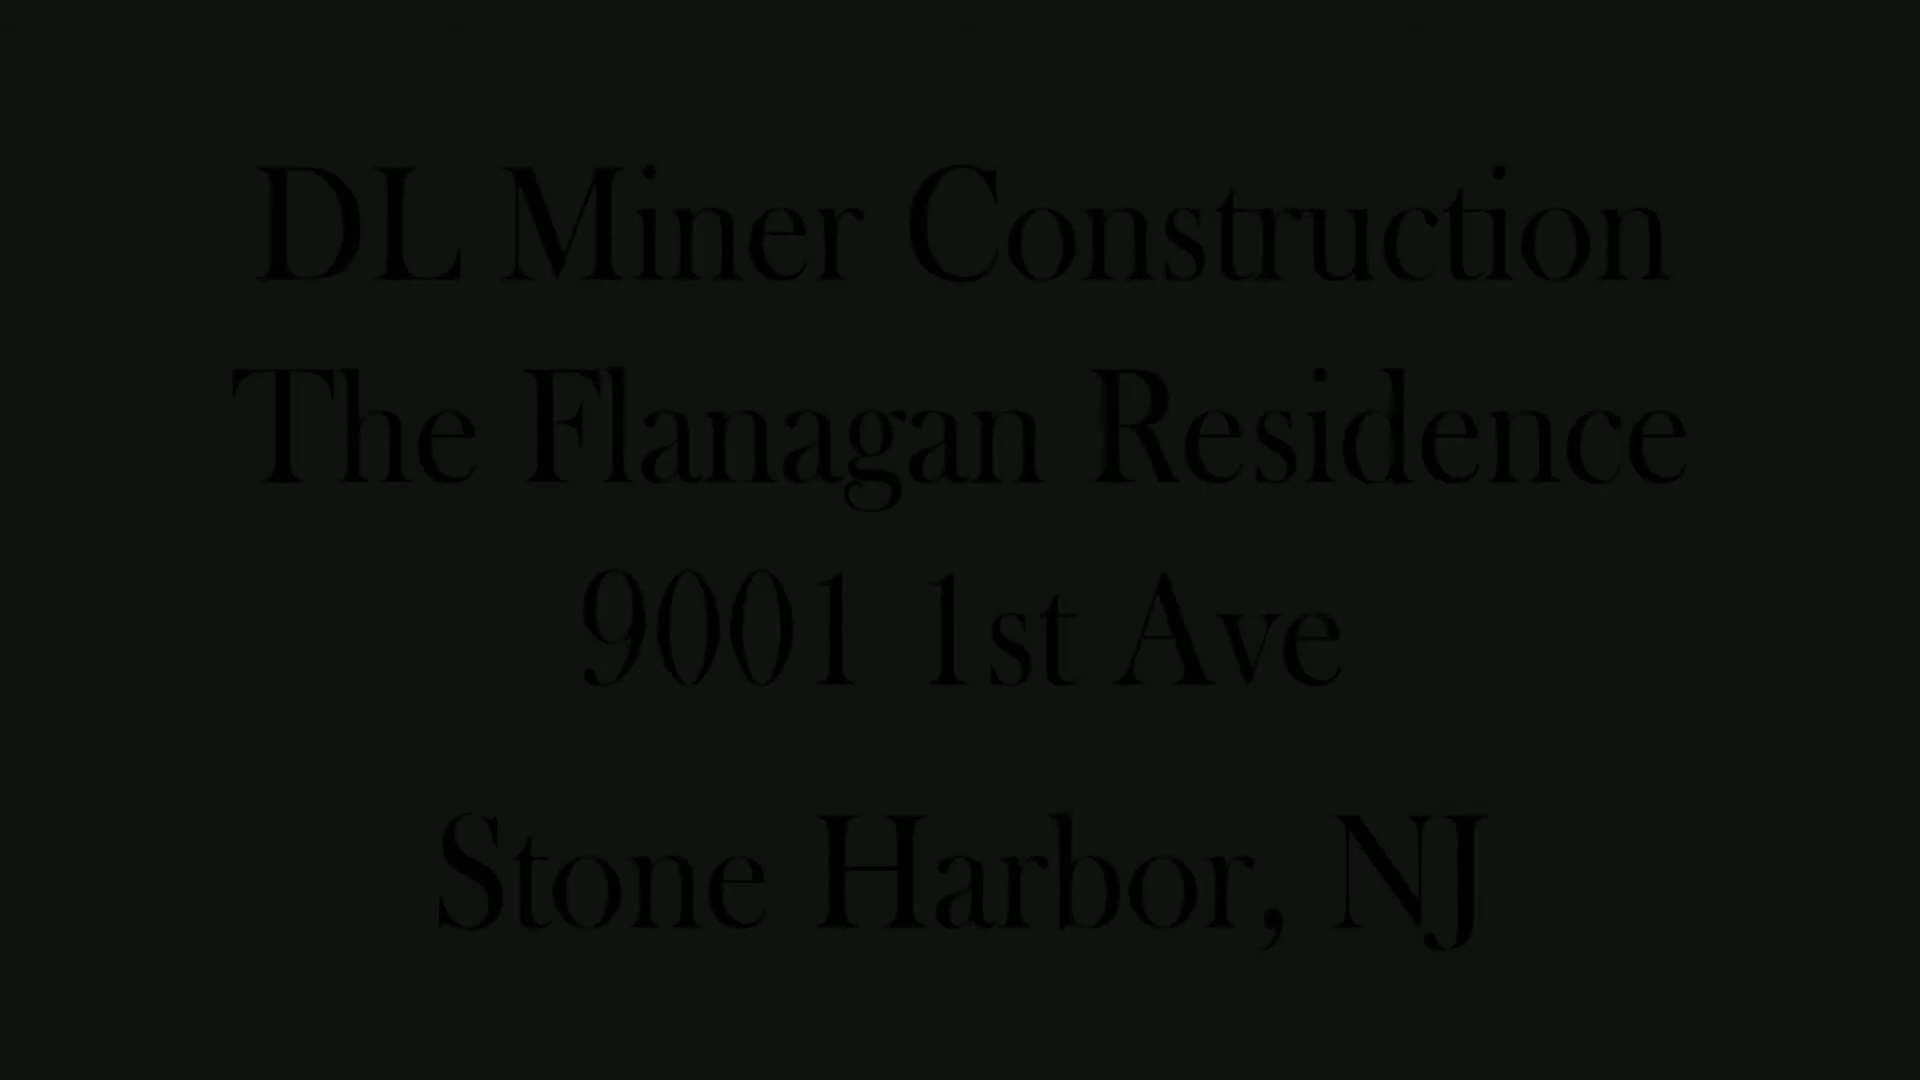 DL Miner Construction
The Flanagan Residence
9001 1st Ave
Stone Harbor, NJ